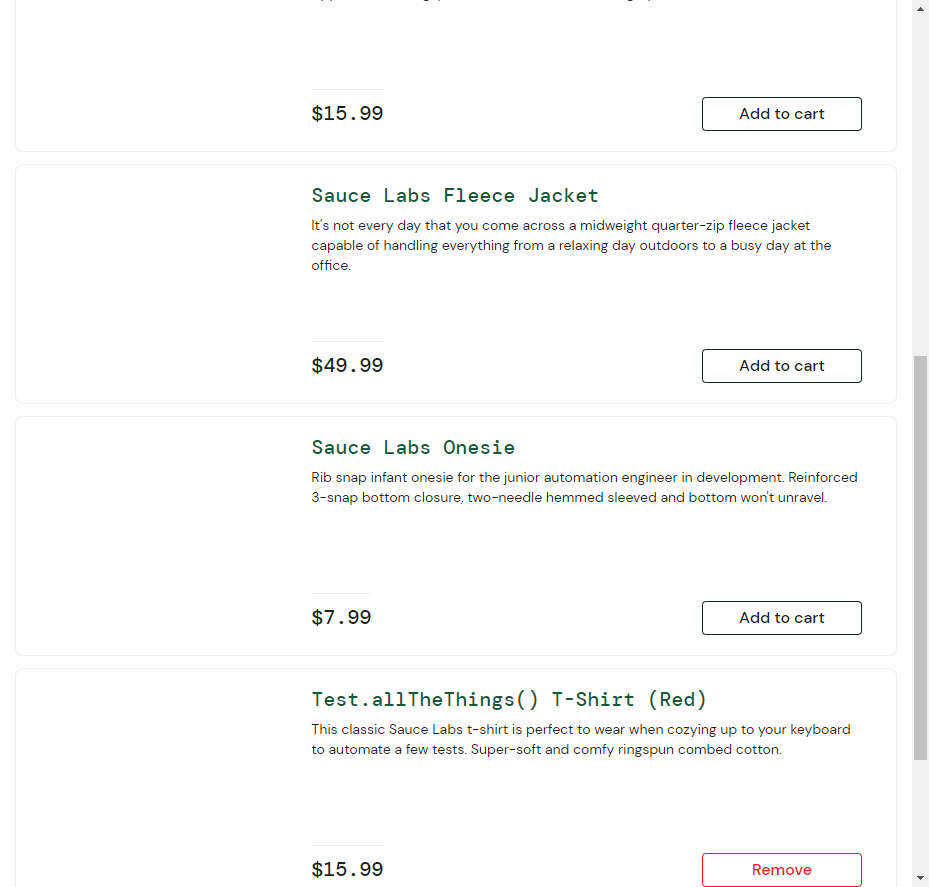 $15.99
Add to cart
Sauce Labs Fleece Jacket
It's not every day that you come across a midweight quarter-zip fleece jacket
capable of handling everything from a relaxing day outdoors to a busy day at the
office.
$49.99
Add to cart
Sauce Labs Onesie
Rib snap infant onesie for the junior automation engineer in development. Reinforced
3-snap bottom closure, two-needle hemmed sleeved and bottom won't unravel.
$7.99
Add to cart
Test.allTheThings() T-Shirt (Red)
This classic Sauce Labs t-shirt is perfect to wear when cozying up to your keyboard
to automate a few tests. Super-soft and comfy ringspun combed cotton.
$15.99
Remove